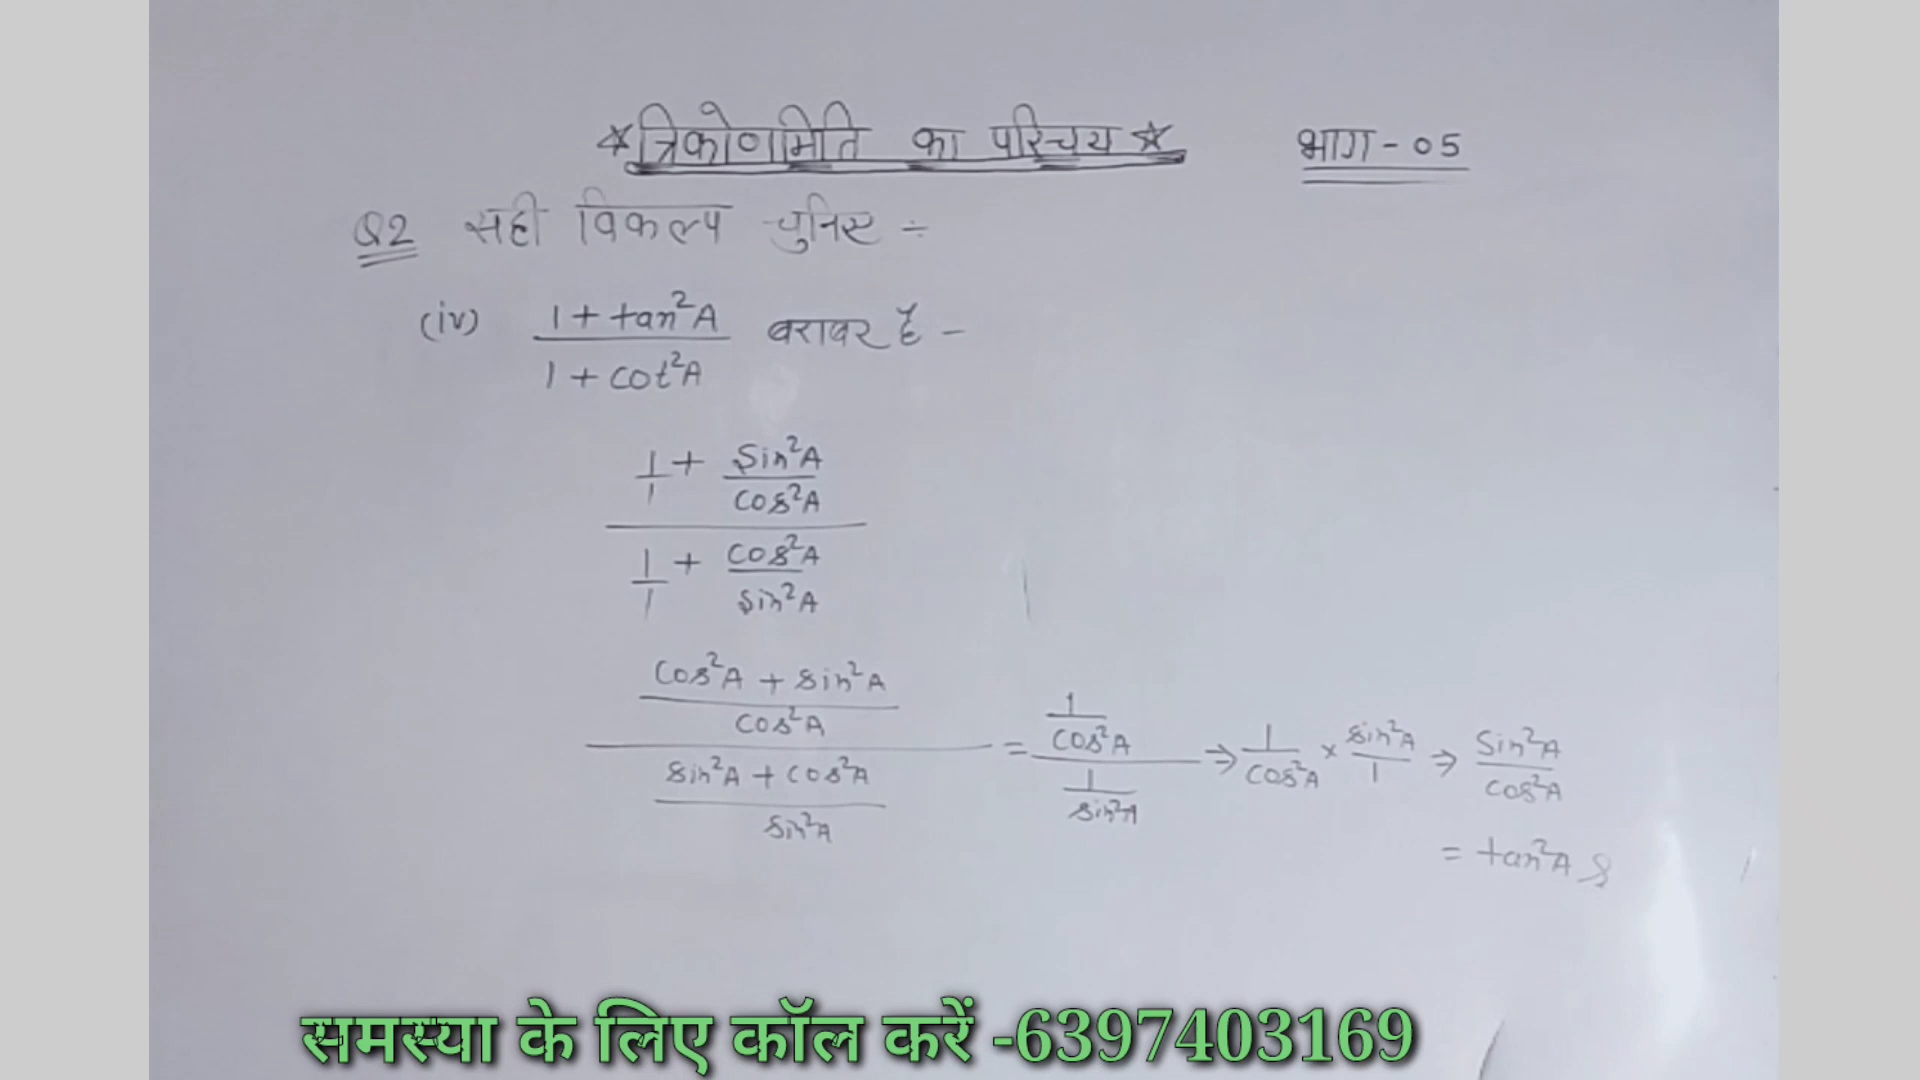 *त्रिकोणमिति का परिचय* भाग-05
Q2 सही विकल्प चुनिए ÷
(iv) (1 + tan²A)/(1 + cot²A) बराबर है -
1/1 + Sin²A/Cos²A
1/1 + Cos²A/Sin²A
(Cos²A + sin²A)/Cos²A
(Sin²A + Cos²A)/Sin²A
= (1/Cos²A)/(1/Sin²A) ⇒ 1/Cos²A × Sin²A/1 ⇒ Sin²A/Cos²A
= tan²A
समस्या के लिए कॉल करें -6397403169